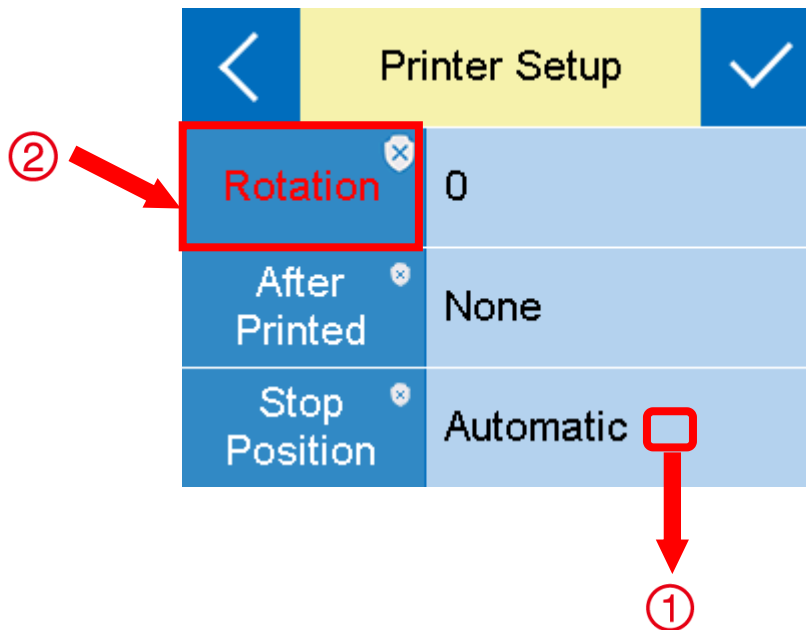 Printer Setup
②
Rotation
0
After
Printed
None
Stop
Position
Automatic
①